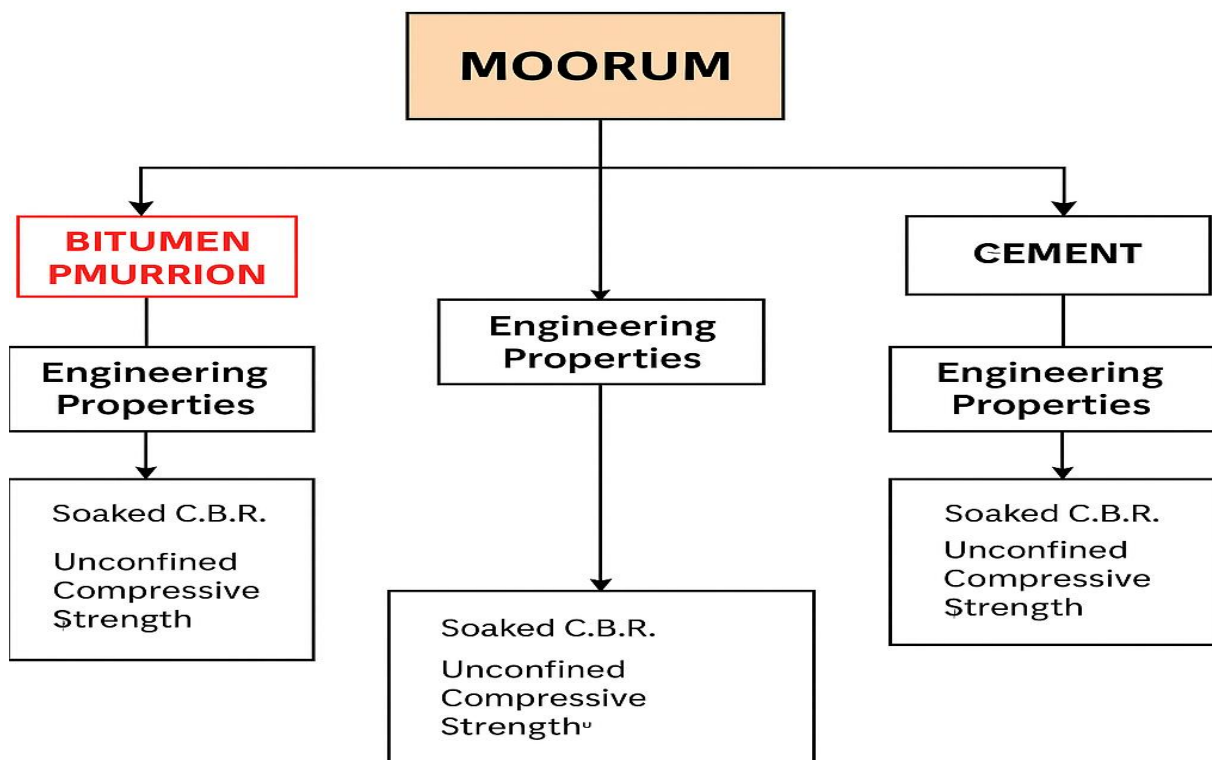 MOORUM
BITUMEN
PMURRION
Engineering
Properties
Soaked C.B.R.
Unconfined
Compressive
Strength
Engineering
Properties
Soaked C.B.R.
Unconfined
Compressive
Strengthᵘ
CEMENT
Engineering
Properties
Soaked C.B.R.
Unconfined
Compressive
Strength